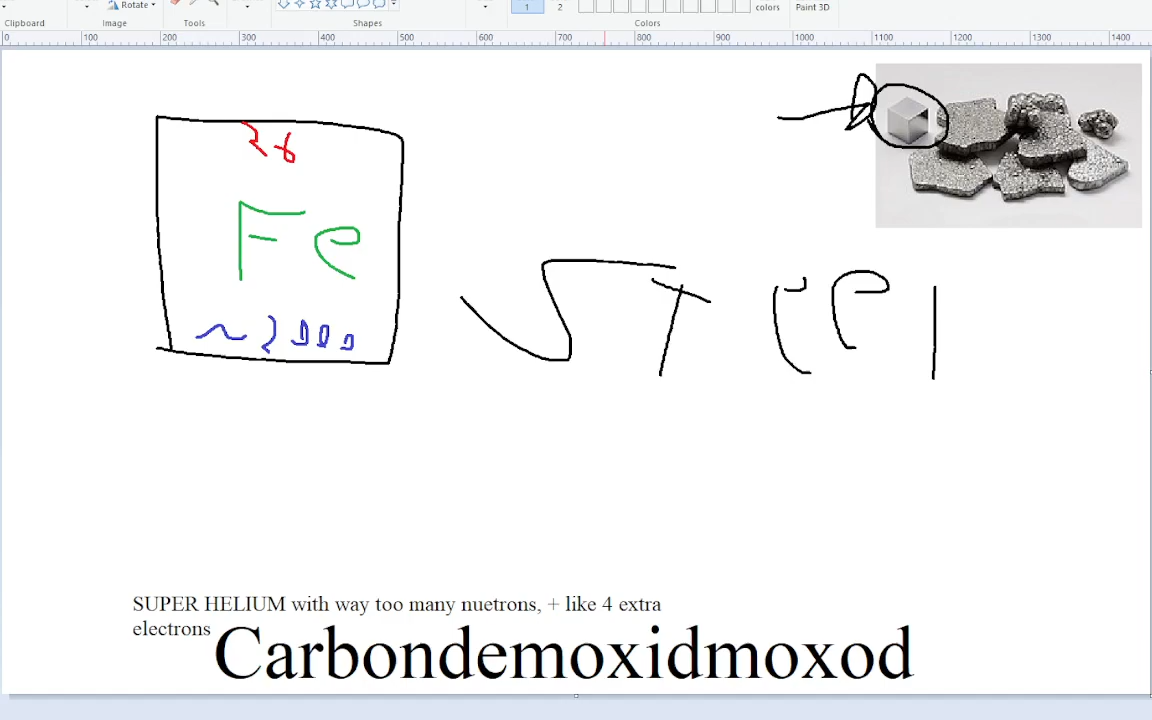 Rotate
1
2
colors
Paint 3D
Clipboard
Image
Tools
Shapes
Colors
0 100 200 300 400 500 600 700 800 900 1000 1100 1200 1300 1400
26
Fe
~2000
STEEl
SUPER HELIUM with way too many nuetrons, + like 4 extra
electrons
Carbondemoxidmoxod